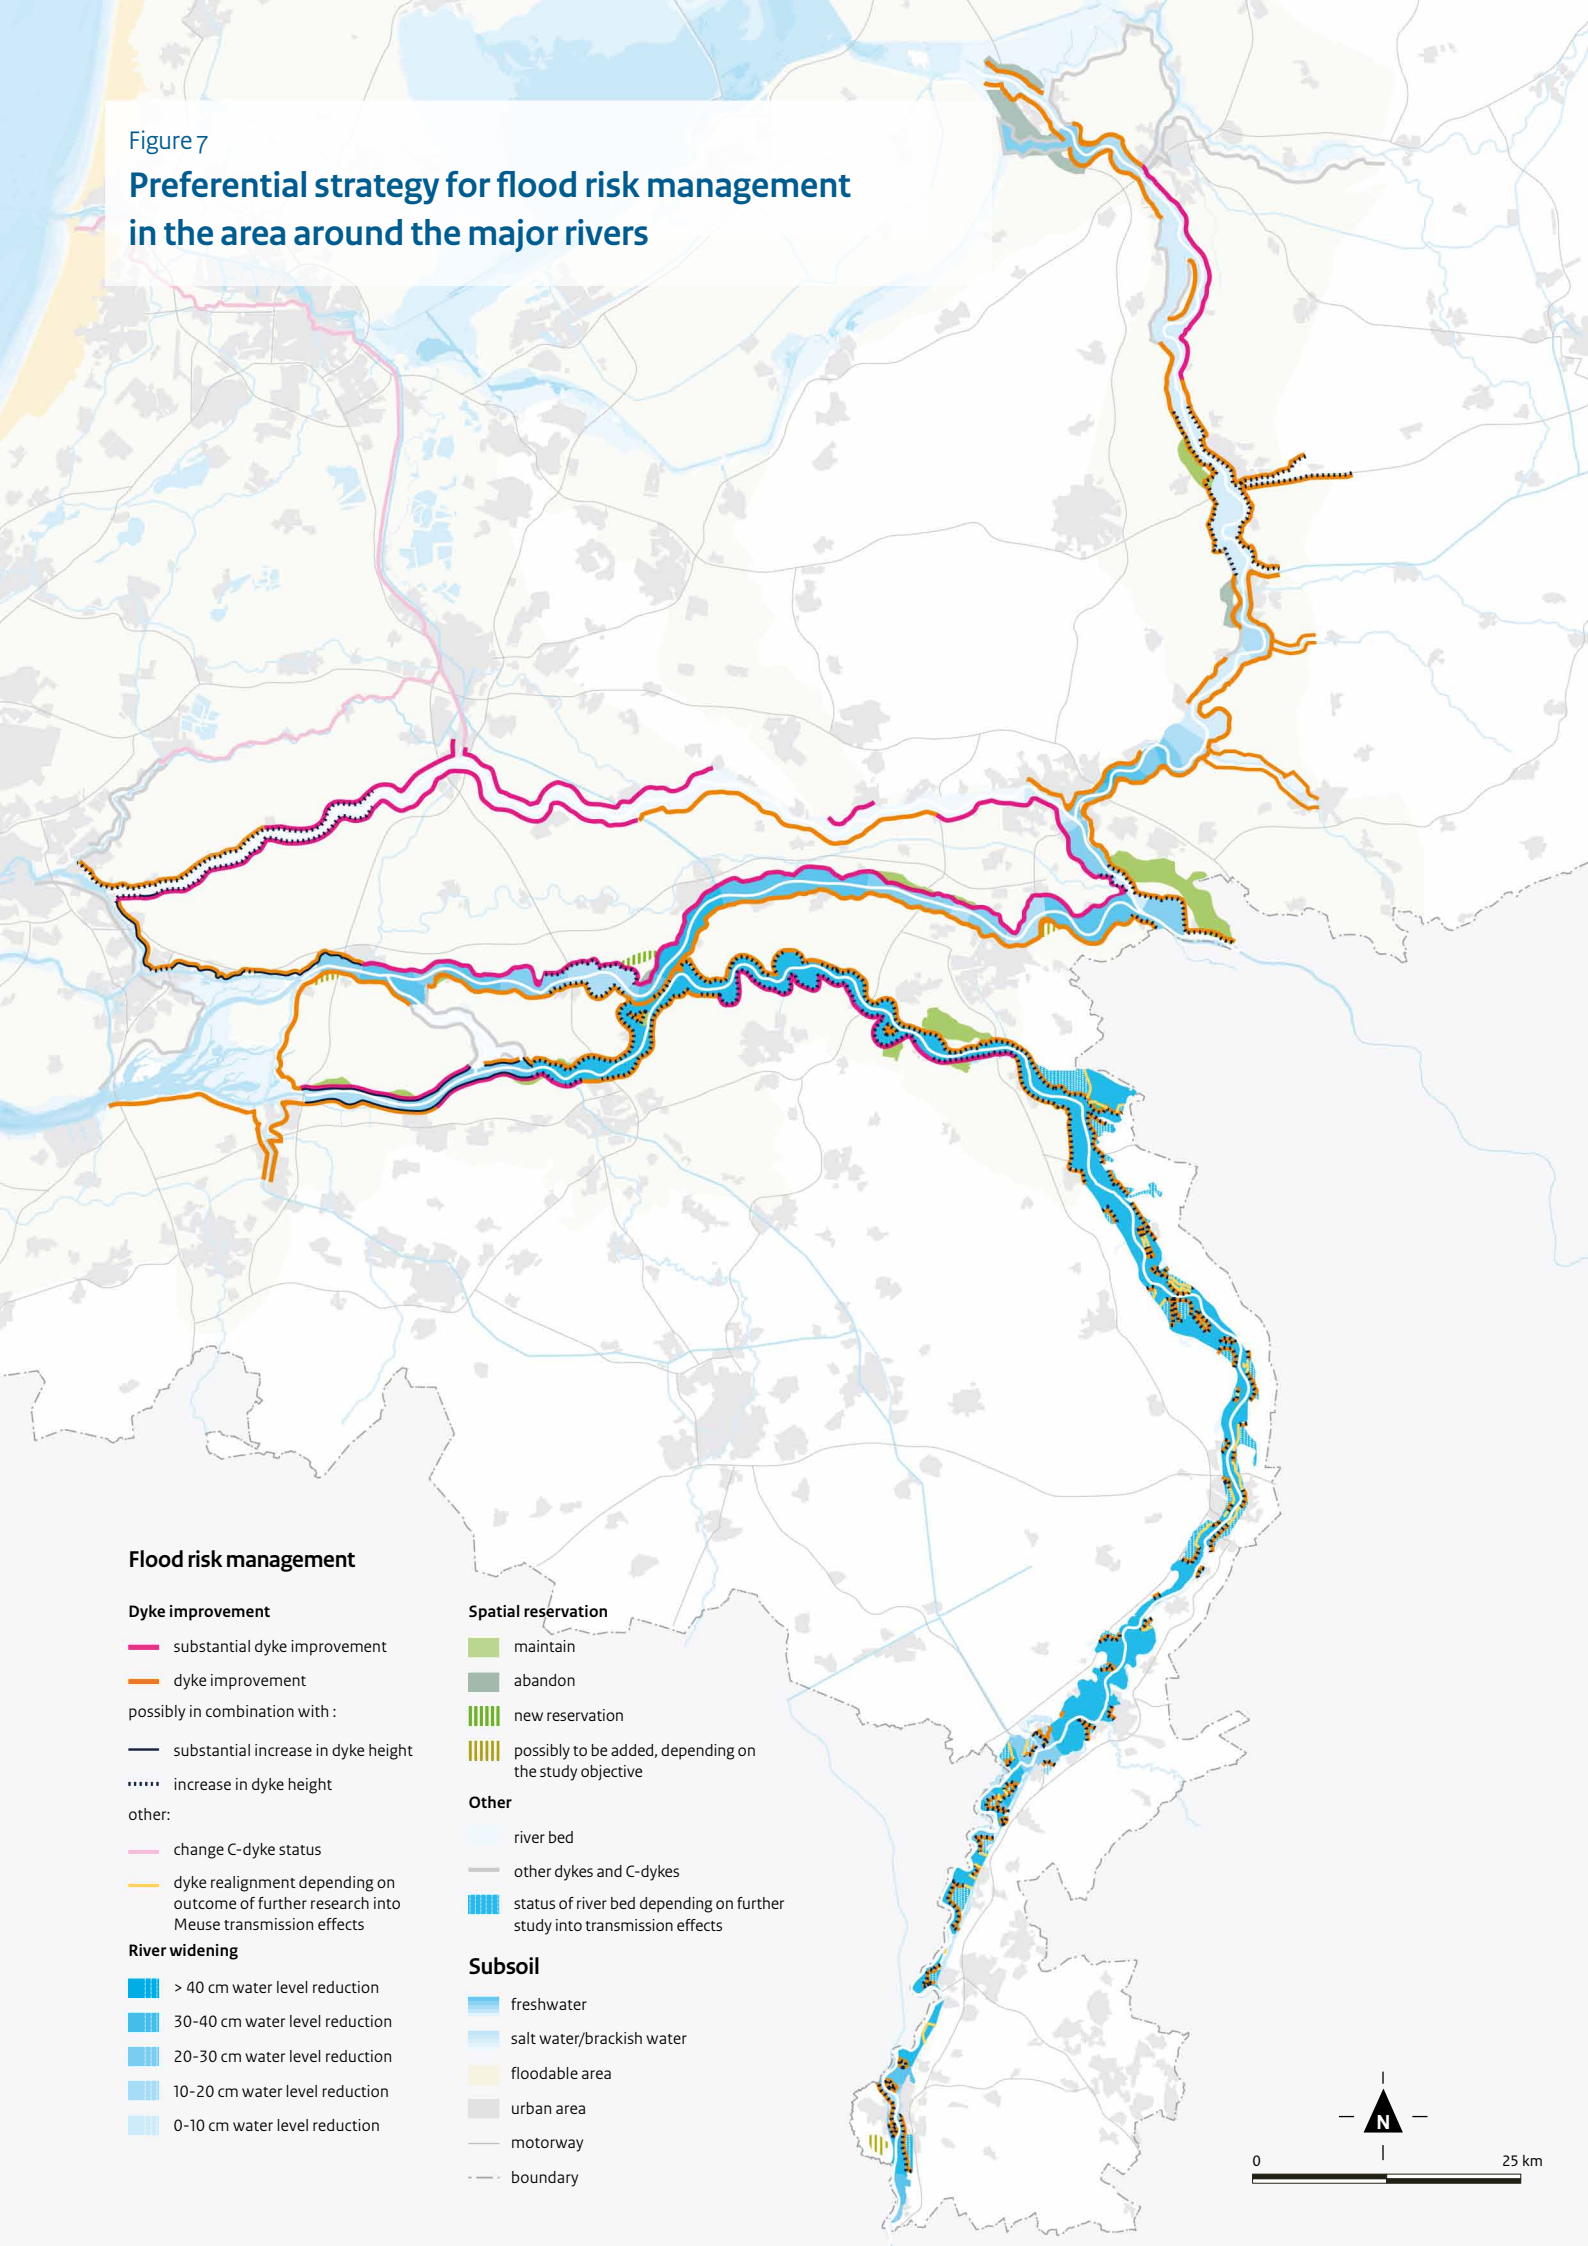 Figure 7
Preferential strategy for flood risk management
in the area around the major rivers
Flood risk management
Dyke improvement
substantial dyke improvement
dyke improvement
possibly in combination with :
substantial increase in dyke height
increase in dyke height
other:
change C-dyke status
dyke realignment depending on
outcome of further research into
Meuse transmission effects
River widening
> 40 cm water level reduction
30-40 cm water level reduction
20-30 cm water level reduction
10-20 cm water level reduction
0-10 cm water level reduction
Spatial reservation
maintain
abandon
new reservation
possibly to be added, depending on
the study objective
Other
river bed
other dykes and C-dykes
status of river bed depending on further
study into transmission effects
Subsoil
freshwater
salt water/brackish water
floodable area
urban area
motorway
boundary
N
0 25 km